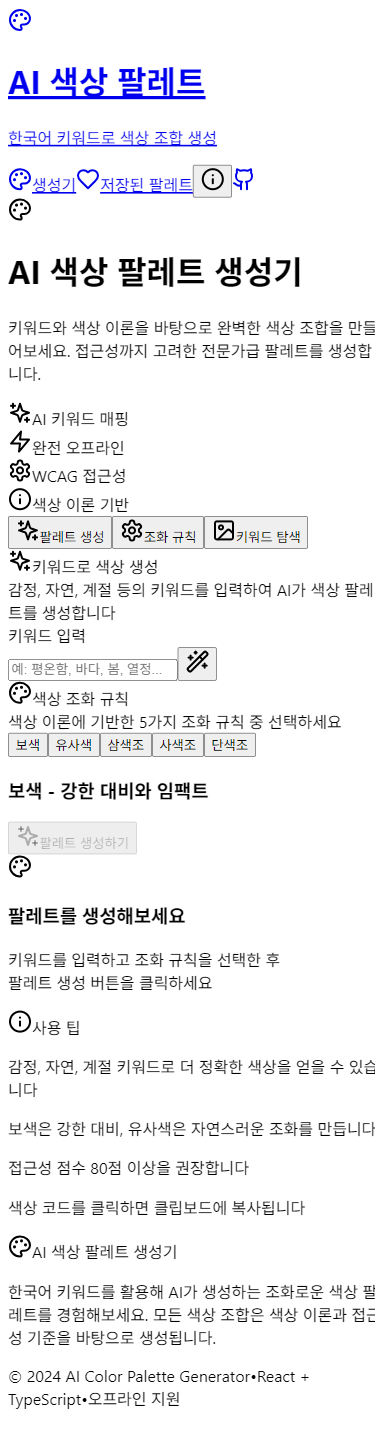 AI 색상 팔레트
한국어 키워드로 색상 조합 생성
생성기 저장된 팔레트
AI 색상 팔레트 생성기
키워드와 색상 이론을 바탕으로 완벽한 색상 조합을 만들
어보세요. 접근성까지 고려한 전문가급 팔레트를 생성합
니다.
AI 키워드 매핑
완전 오프라인
WCAG 접근성
색상 이론 기반
팔레트 생성 조화 규칙 키워드 탐색
키워드로 색상 생성
감정, 자연, 계절 등의 키워드를 입력하여 AI가 색상 팔레
트를 생성합니다
키워드 입력
예: 평온함, 바다, 봄, 열정...
색상 조화 규칙
색상 이론에 기반한 5가지 조화 규칙 중 선택하세요
보색 유사색 삼색조 사색조 단색조
보색 - 강한 대비와 임팩트
팔레트 생성하기
팔레트를 생성해보세요
키워드를 입력하고 조화 규칙을 선택한 후
팔레트 생성 버튼을 클릭하세요
사용 팁
감정, 자연, 계절 키워드로 더 정확한 색상을 얻을 수 있습
니다
보색은 강한 대비, 유사색은 자연스러운 조화를 만듭니다
접근성 점수 80점 이상을 권장합니다
색상 코드를 클릭하면 클립보드에 복사됩니다
AI 색상 팔레트 생성기
한국어 키워드를 활용해 AI가 생성하는 조화로운 색상 팔
레트를 경험해보세요. 모든 색상 조합은 색상 이론과 접근
성 기준을 바탕으로 생성됩니다.
© 2024 AI Color Palette Generator•React +
TypeScript•오프라인 지원